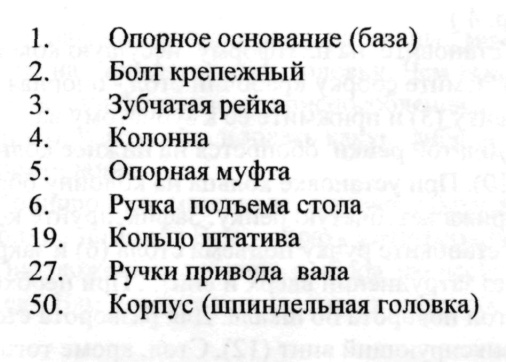 1. Опорное основание (база)
2. Болт крепежный
3. Зубчатая рейка
4. Колонна
5. Опорная муфта
6. Ручка подъема стола
19. Кольцо штатива
27. Ручки привода вала
50. Корпус (шпиндельная головка)